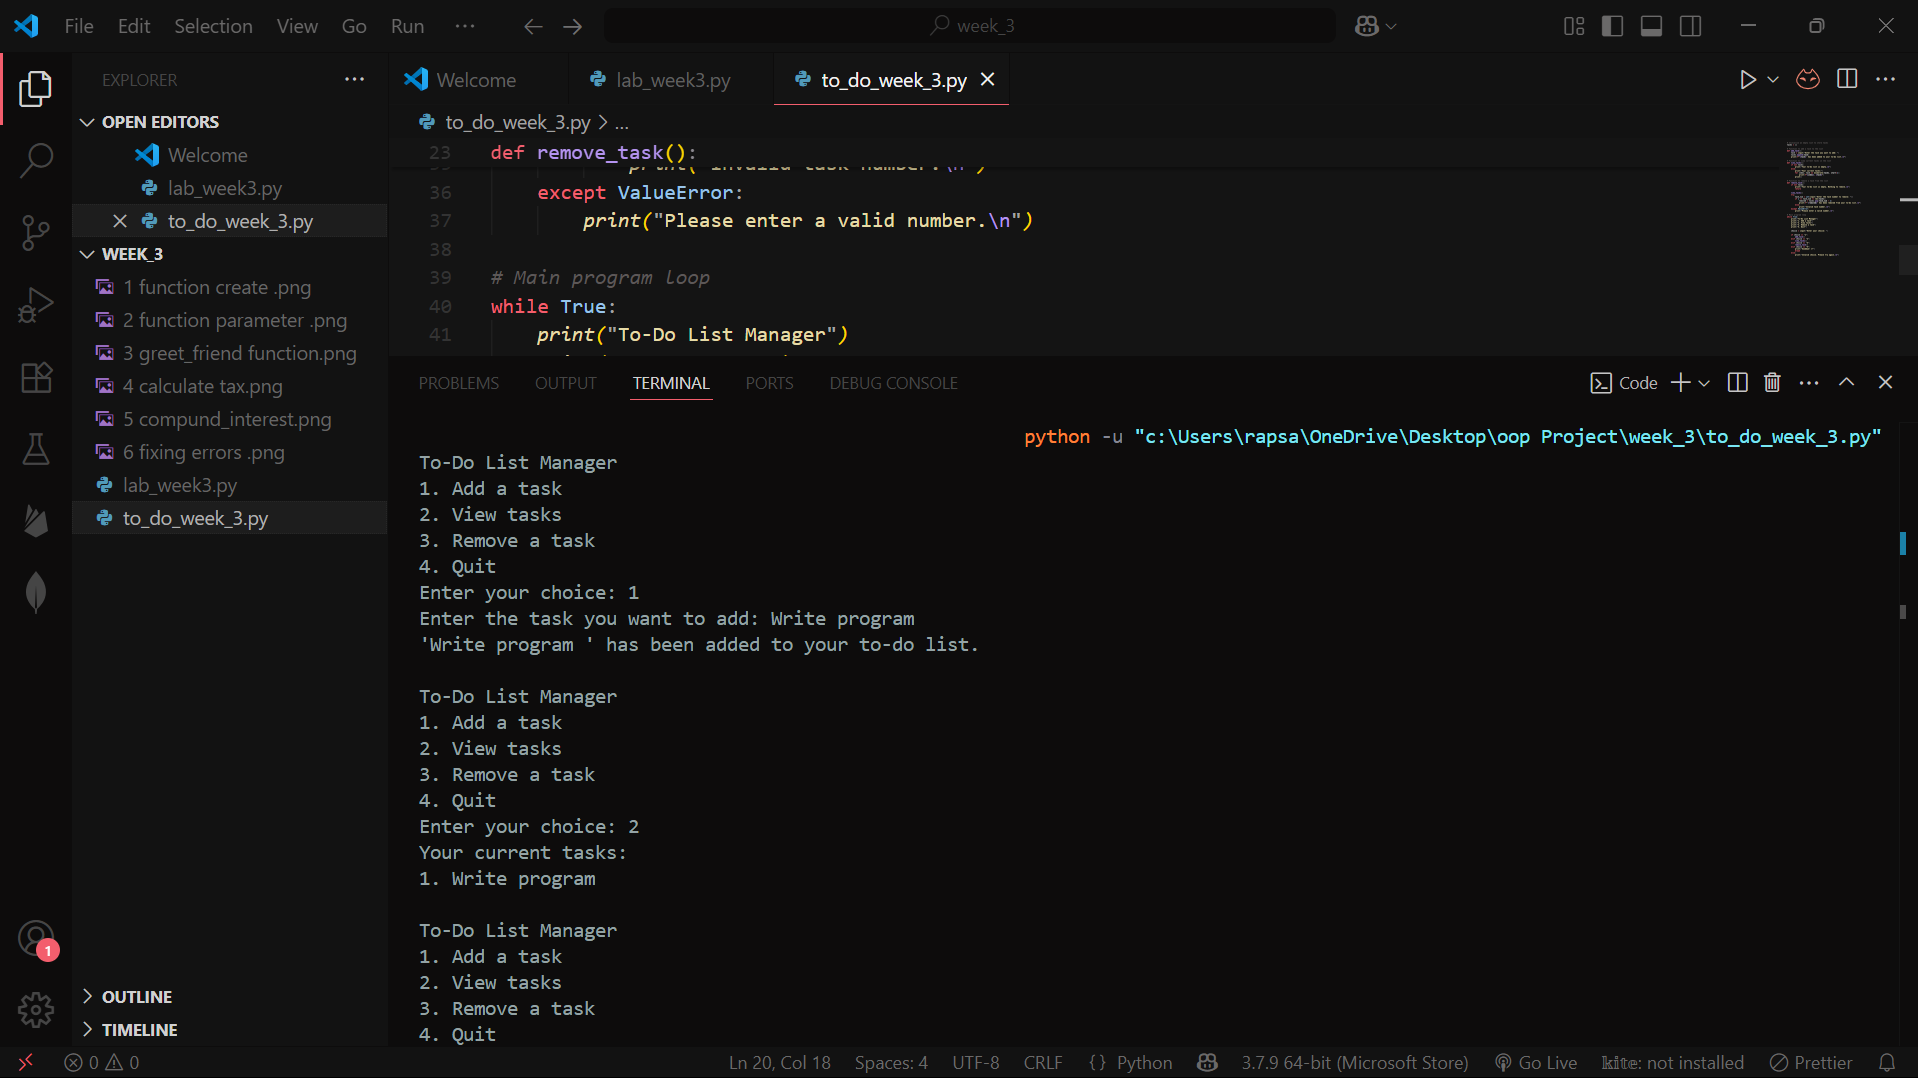 File Edit Selection View Go Run ··· week_3
EXPLORER ···
OPEN EDITORS
Welcome
lab_week3.py
to_do_week_3.py
WEEK_3
1 function create .png
2 function parameter .png
3 greet_friend function.png
4 calculate tax.png
5 compund_interest.png
6 fixing errors .png
lab_week3.py
to_do_week_3.py
1
OUTLINE
TIMELINE
Welcome lab_week3.py to_do_week_3.py
to_do_week_3.py > ...
23 def remove_task():
36 except ValueError:
37 print("Please enter a valid number.\n")
38
39 # Main program loop
40 while True:
41 print("To-Do List Manager")
PROBLEMS OUTPUT TERMINAL PORTS DEBUG CONSOLE Code
python -u "c:\Users\rapsa\OneDrive\Desktop\oop Project\week_3\to_do_week_3.py"
To-Do List Manager
1. Add a task
2. View tasks
3. Remove a task
4. Quit
Enter your choice: 1
Enter the task you want to add: Write program
'Write program ' has been added to your to-do list.
To-Do List Manager
1. Add a task
2. View tasks
3. Remove a task
4. Quit
Enter your choice: 2
Your current tasks:
1. Write program
To-Do List Manager
1. Add a task
2. View tasks
3. Remove a task
4. Quit
0 0 Ln 20, Col 18 Spaces: 4 UTF-8 CRLF {} Python 3.7.9 64-bit (Microsoft Store) Go Live kite: not installed Prettier